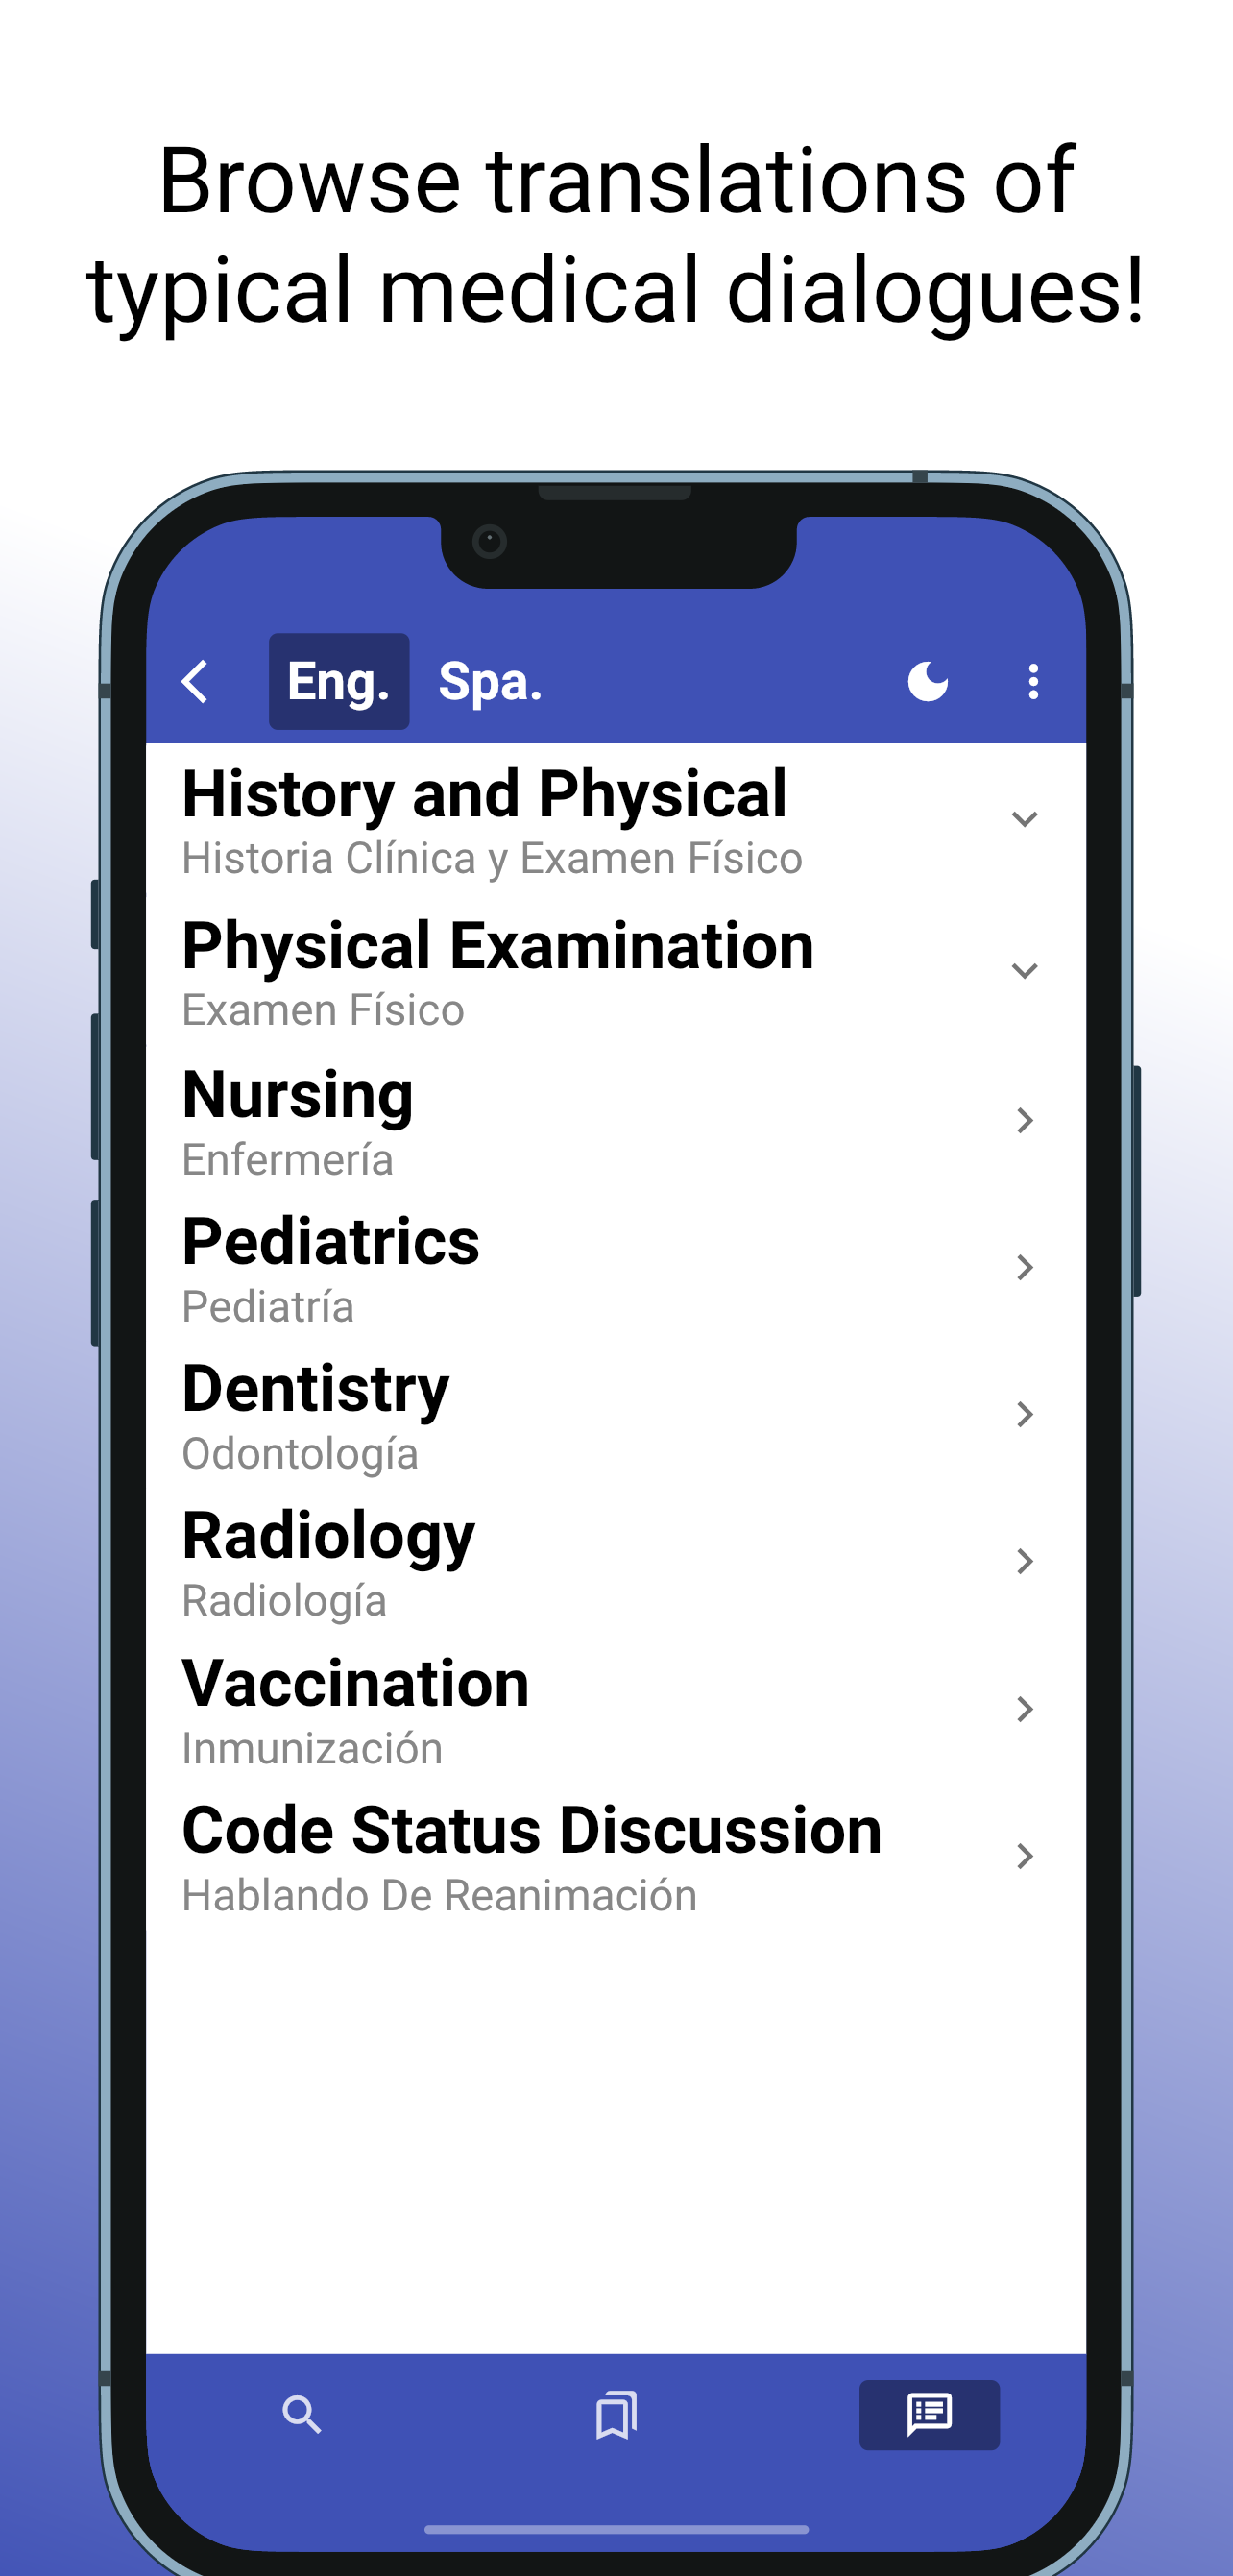 Browse translations of
typical medical dialogues!
Eng. Spa.
History and Physical
Historia Clínica y Examen Físico
Physical Examination
Examen Físico
Nursing
Enfermería
Pediatrics
Pediatría
Dentistry
Odontología
Radiology
Radiología
Vaccination
Inmunización
Code Status Discussion
Hablando De Reanimación